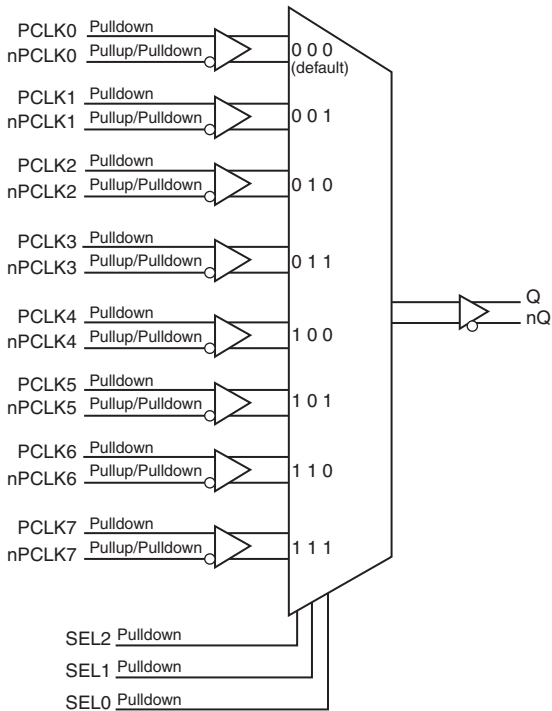 PCLK0 Pulldown
nPCLK0 Pullup/Pulldown
0 0 0
(default)
PCLK1 Pulldown
nPCLK1 Pullup/Pulldown
0 0 1
PCLK2 Pulldown
nPCLK2 Pullup/Pulldown
0 1 0
PCLK3 Pulldown
nPCLK3 Pullup/Pulldown
0 1 1
PCLK4 Pulldown
nPCLK4 Pullup/Pulldown
1 0 0
PCLK5 Pulldown
nPCLK5 Pullup/Pulldown
1 0 1
PCLK6 Pulldown
nPCLK6 Pullup/Pulldown
1 1 0
PCLK7 Pulldown
nPCLK7 Pullup/Pulldown
1 1 1
Q
nQ
SEL2 Pulldown
SEL1 Pulldown
SEL0 Pulldown